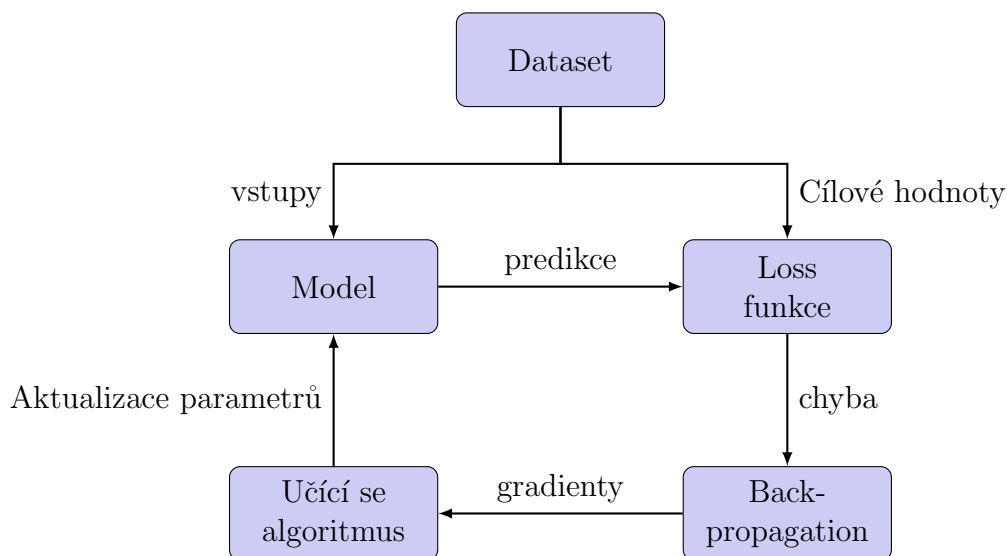 Dataset
vstupy
Cílové hodnoty
Model
predikce
Loss
funkce
Aktualizace parametrů
chyba
Učící se
algoritmus
gradienty
Back-
propagation